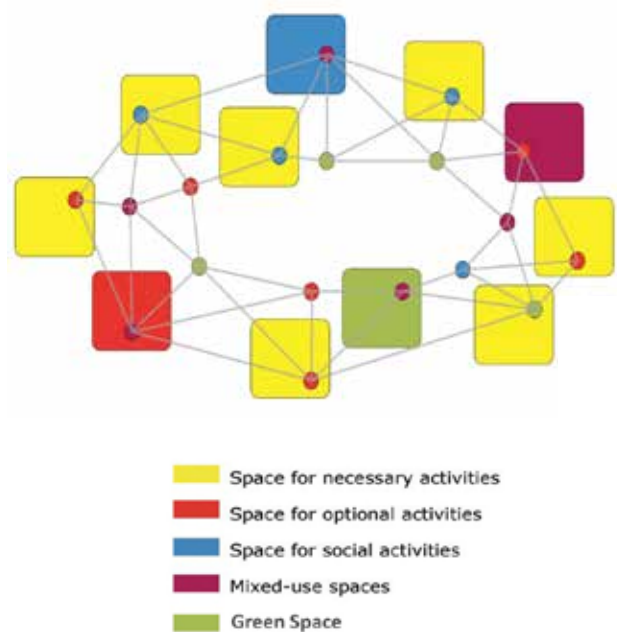 Space for necessary activities
Space for optional activities
Space for social activities
Mixed-use spaces
Green Space